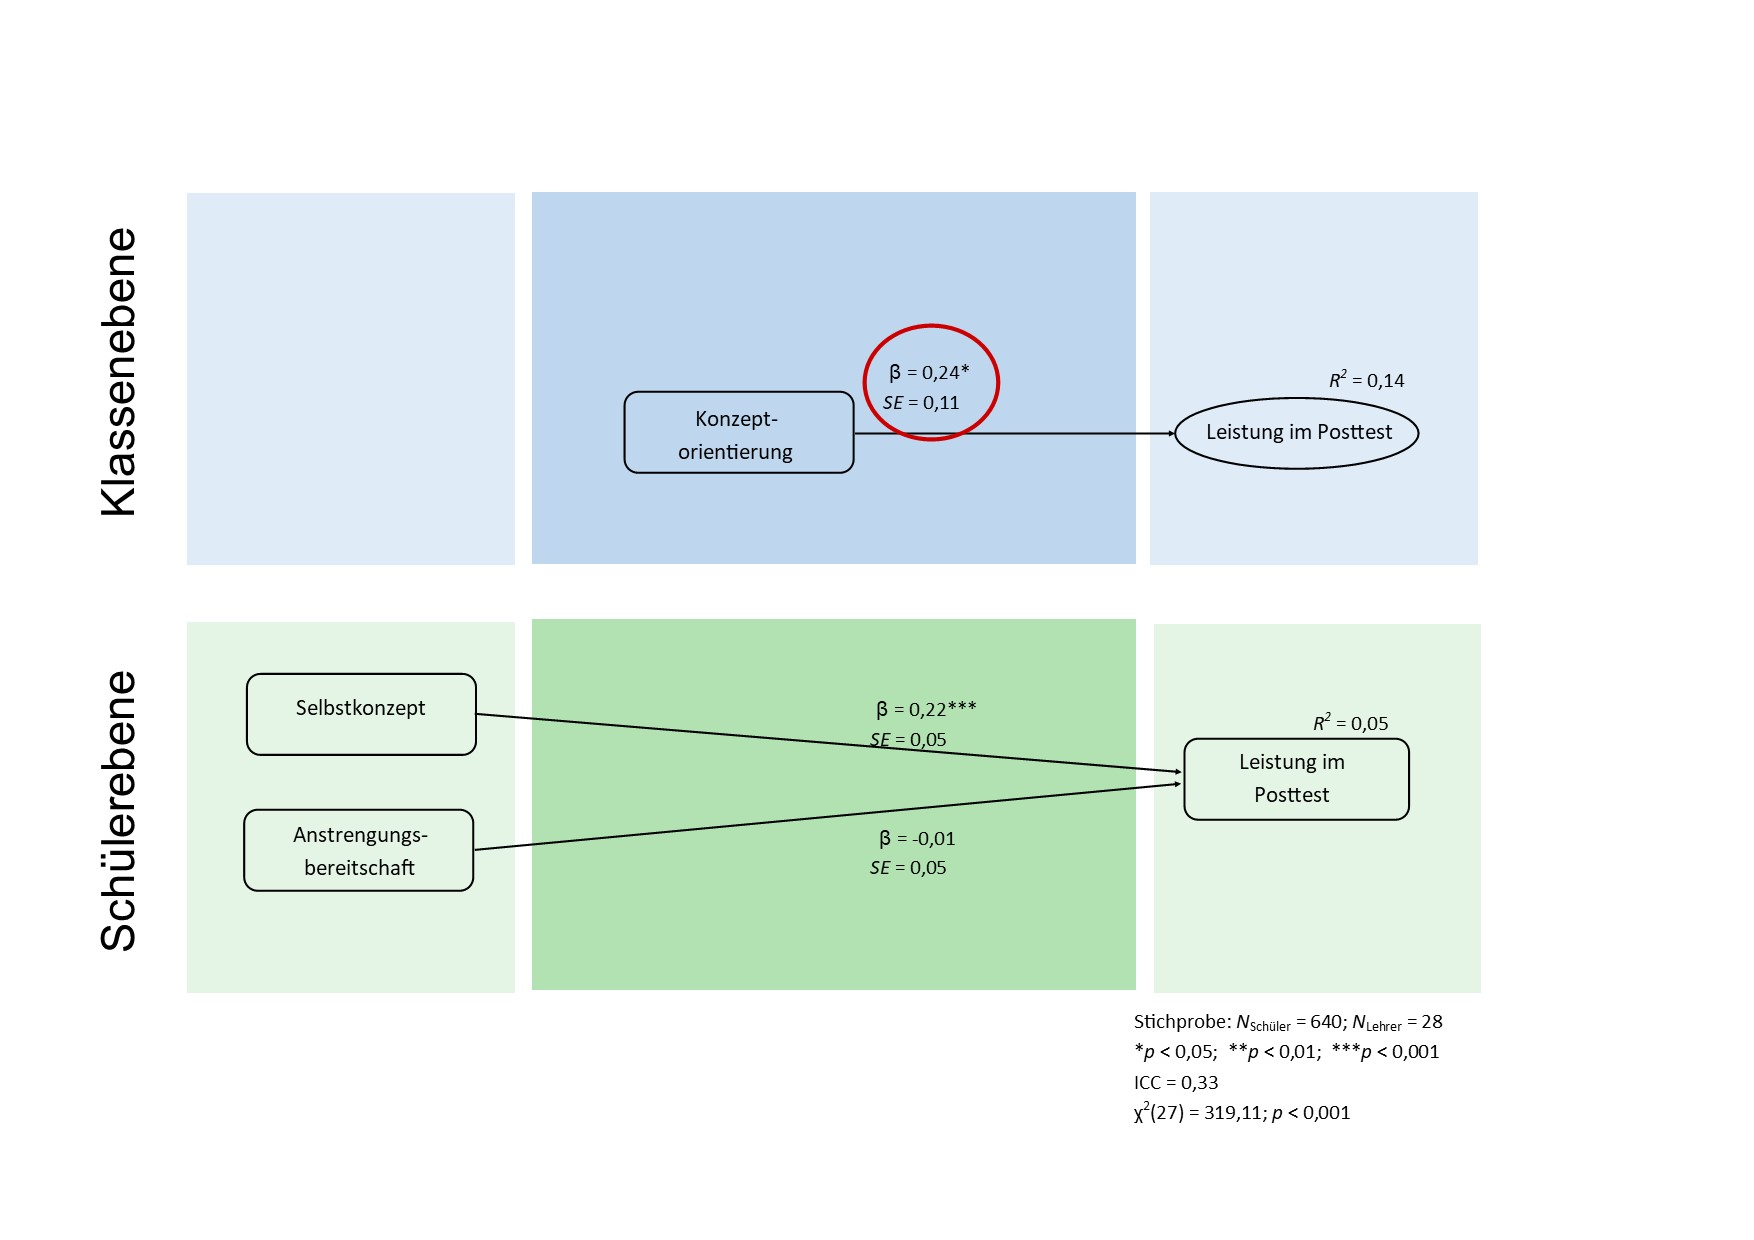 Klassenebene
β = 0,24*
SE = 0,11
Konzept-
orientierung
R² = 0,14
Leistung im Posttest
Schülerebene
Selbstkonzept
β = 0,22***
SE = 0,05
Anstrengungs-
bereitschaft
β = -0,01
SE = 0,05
R² = 0,05
Leistung im
Posttest
Stichprobe: N Schüler = 640; N Lehrer = 28
*p < 0,05; **p < 0,01; ***p < 0,001
ICC = 0,33
χ²(27) = 319,11; p < 0,001